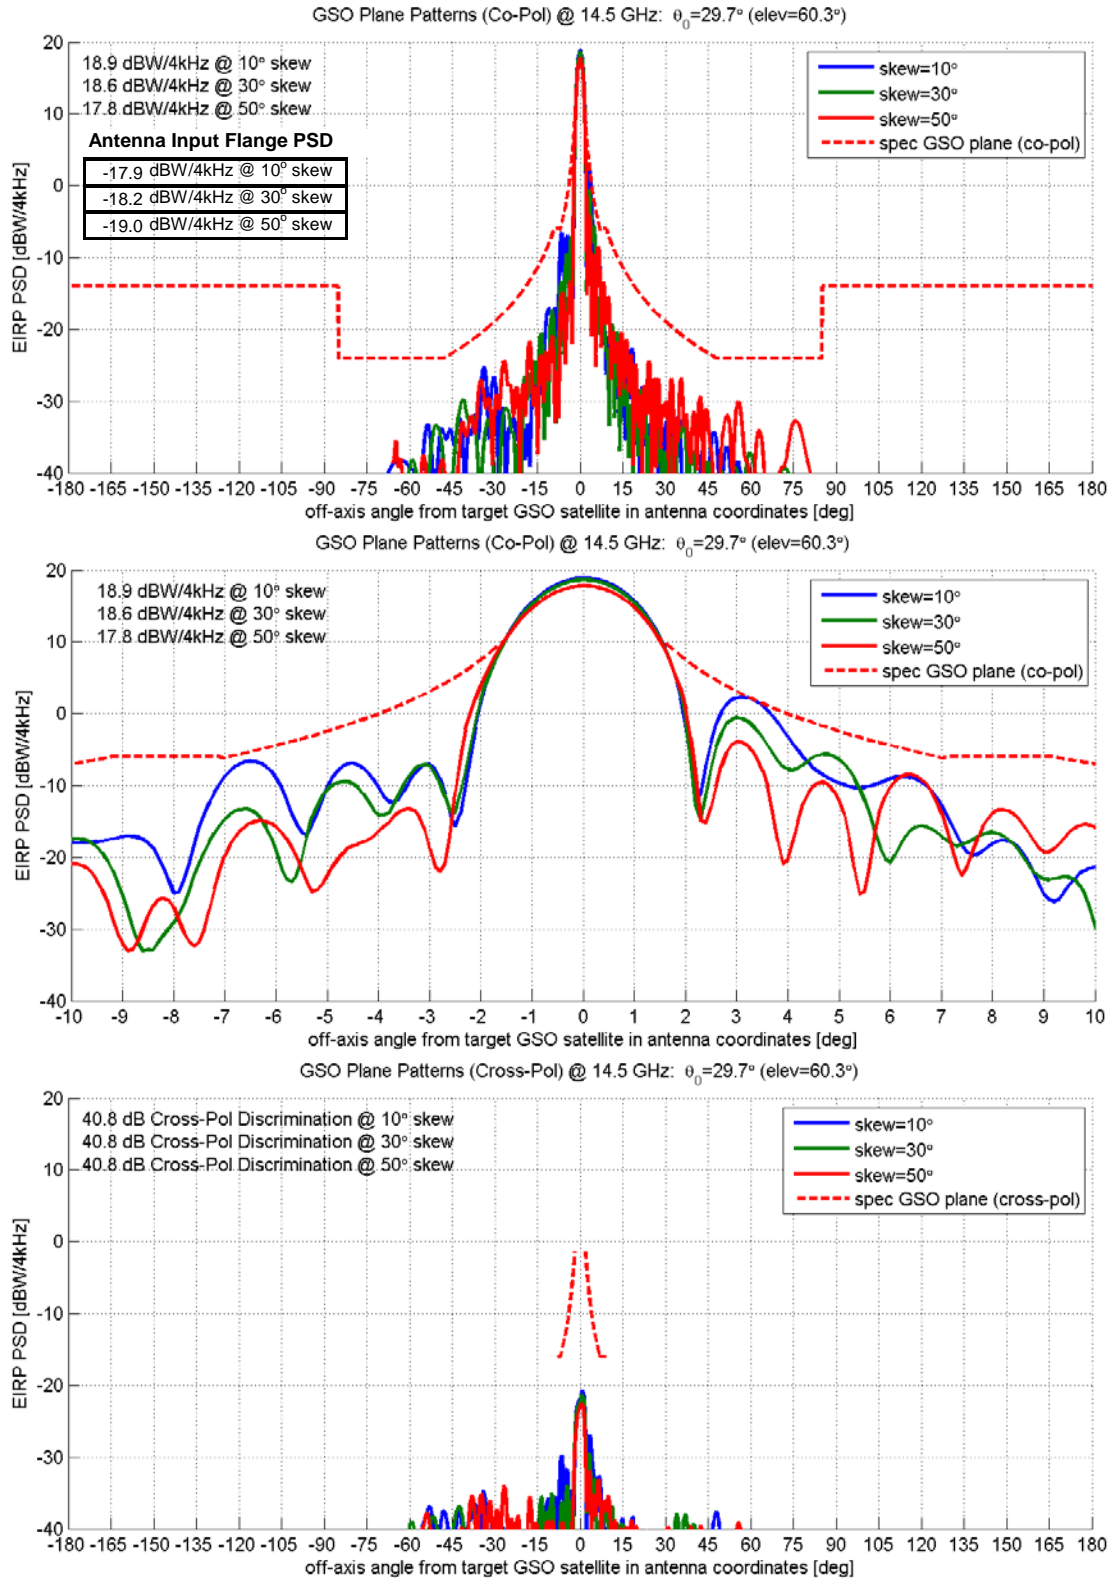 GSO Plane Patterns (Co-Pol) @ 14.5 GHz: θ0=29.7° (elev=60.3°)
18.9 dBW/4kHz @ 10° skew
18.6 dBW/4kHz @ 30° skew
17.8 dBW/4kHz @ 50° skew
Antenna Input Flange PSD
-17.9 dBW/4kHz @ 10° skew
-18.2 dBW/4kHz @ 30° skew
-19.0 dBW/4kHz @ 50° skew
skew=10°
skew=30°
skew=50°
spec GSO plane (co-pol)
EIRP PSD [dBW/4kHz]
20
10
0
-10
-20
-30
-40
-180 -165 -150 -135 -120 -105 -90 -75 -60 -45 -30 -15 0 15 30 45 60 75 90 105 120 135 150 165 180
off-axis angle from target GSO satellite in antenna coordinates [deg]
GSO Plane Patterns (Co-Pol) @ 14.5 GHz: θ0=29.7° (elev=60.3°)
18.9 dBW/4kHz @ 10° skew
18.6 dBW/4kHz @ 30° skew
17.8 dBW/4kHz @ 50° skew
skew=10°
skew=30°
skew=50°
spec GSO plane (co-pol)
EIRP PSD [dBW/4kHz]
20
10
0
-10
-20
-30
-40
-10 -9 -8 -7 -6 -5 -4 -3 -2 -1 0 1 2 3 4 5 6 7 8 9 10
off-axis angle from target GSO satellite in antenna coordinates [deg]
GSO Plane Patterns (Cross-Pol) @ 14.5 GHz: θ0=29.7° (elev=60.3°)
40.8 dB Cross-Pol Discrimination @ 10° skew
40.8 dB Cross-Pol Discrimination @ 30° skew
40.8 dB Cross-Pol Discrimination @ 50° skew
skew=10°
skew=30°
skew=50°
spec GSO plane (cross-pol)
EIRP PSD [dBW/4kHz]
20
10
0
-10
-20
-30
-40
-180 -165 -150 -135 -120 -105 -90 -75 -60 -45 -30 -15 0 15 30 45 60 75 90 105 120 135 150 165 180
off-axis angle from target GSO satellite in antenna coordinates [deg]